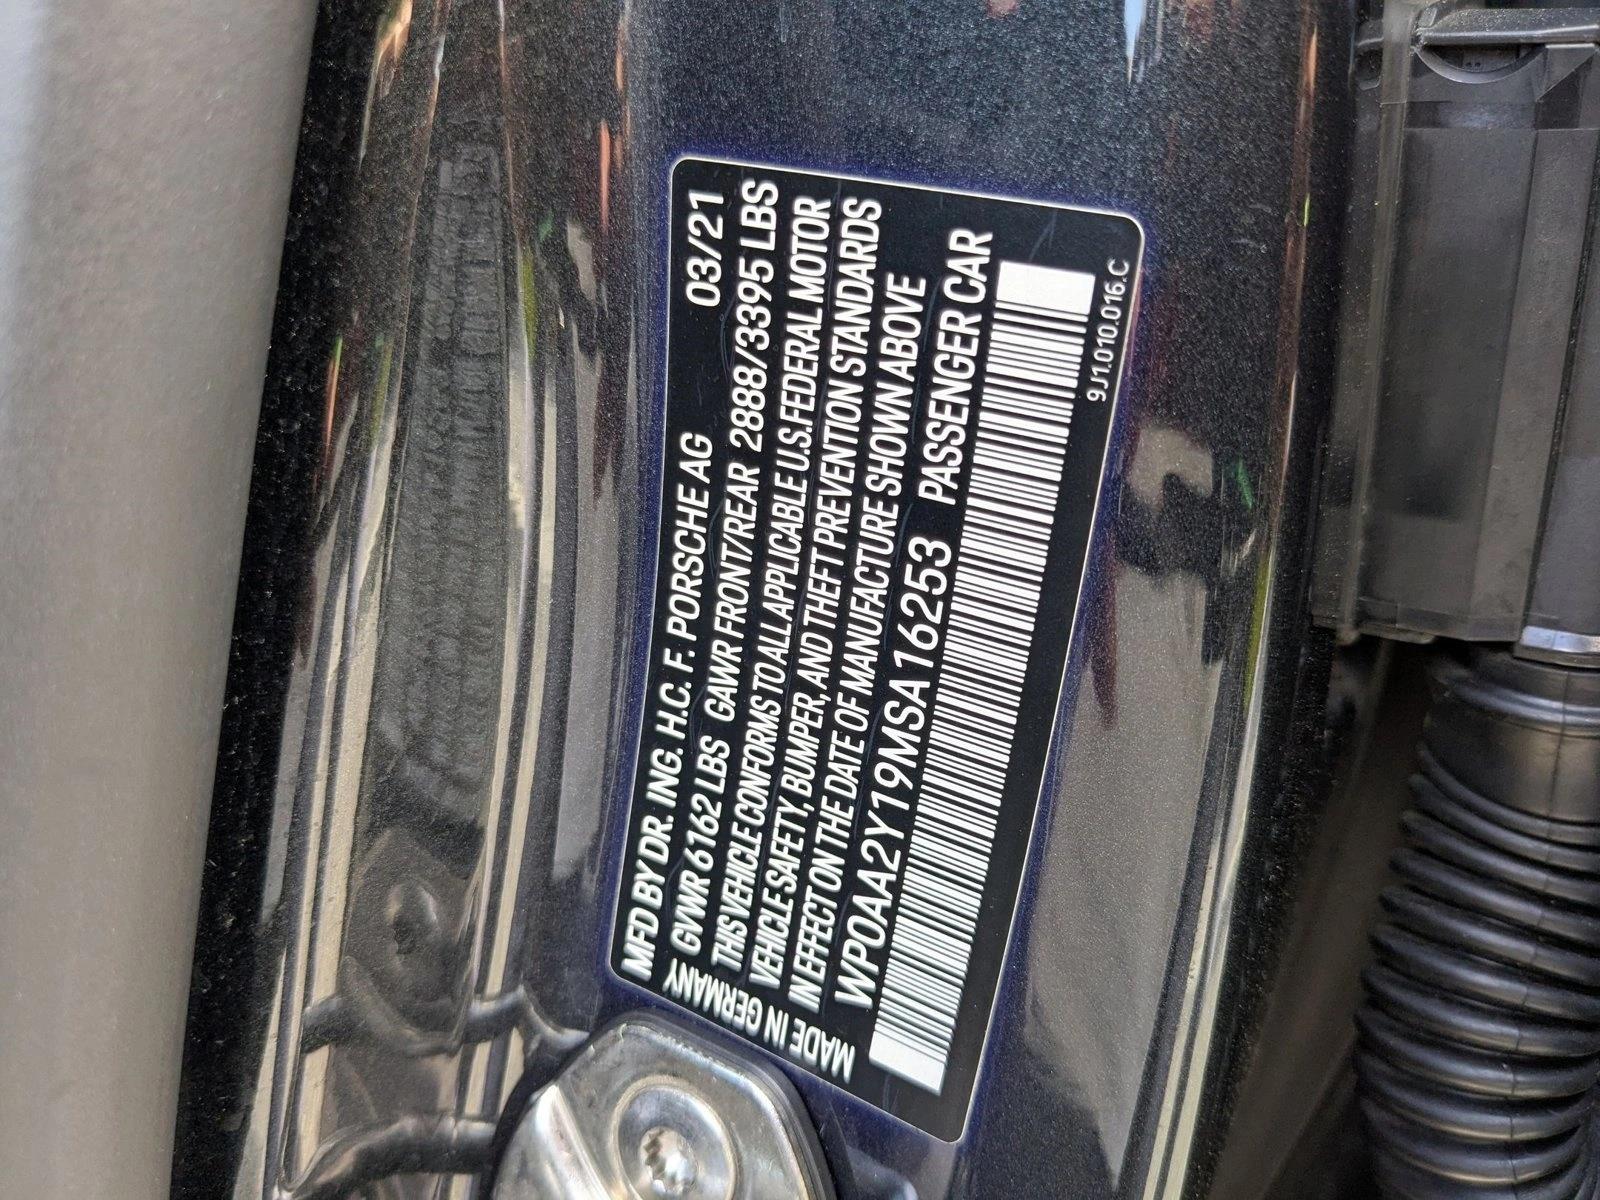 MFD BY DR. ING. H.C. F. PORSCHE AG 03/21
GVWR 6162 LBS GAWR FRONT/REAR 2888/3395 LBS
THIS VEHICLE CONFORMS TO ALL APPLICABLE U.S. FEDERAL MOTOR
VEHICLE SAFETY, BUMPER, AND THEFT PREVENTION STANDARDS
IN EFFECT ON THE DATE OF MANUFACTURE SHOWN ABOVE
WP0AA2Y19MSA16253 PASSENGER CAR
MADE IN GERMANY
9J1.010.016.C